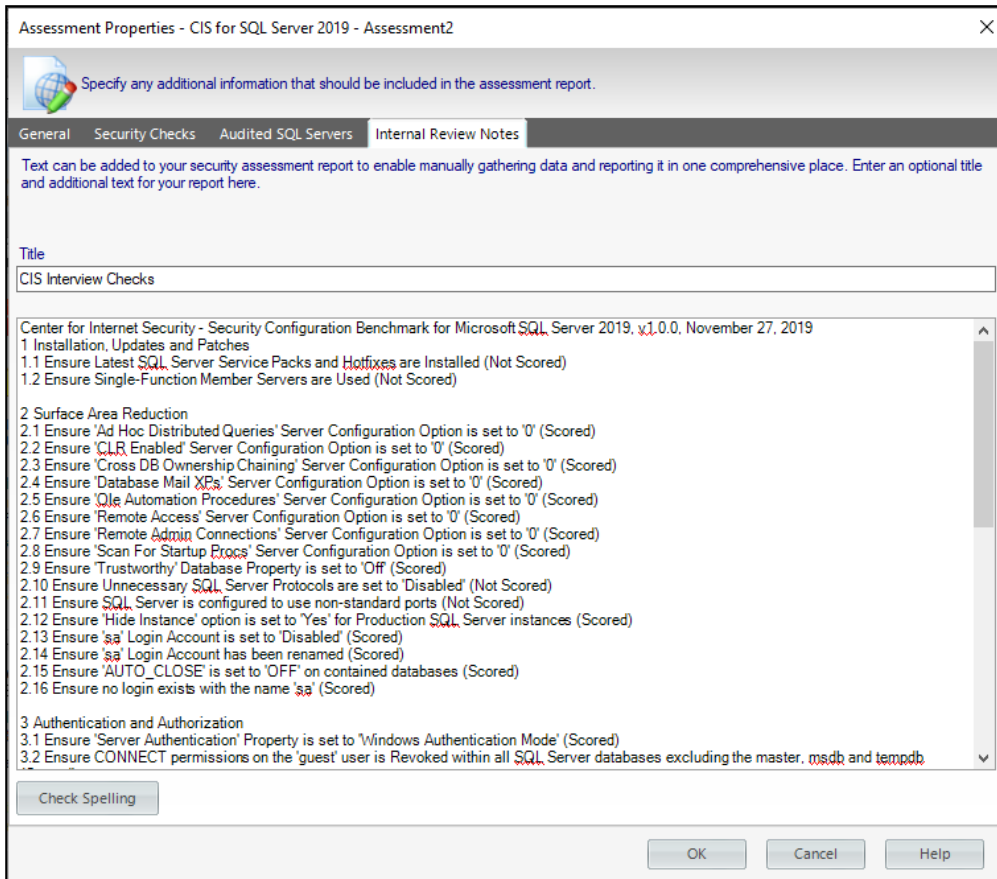 Assessment Properties - CIS for SQL Server 2019 - Assessment2
Specify any additional information that should be included in the assessment report.
General Security Checks Audited SQL Servers Internal Review Notes
Text can be added to your security assessment report to enable manually gathering data and reporting it in one comprehensive place. Enter an optional title
and additional text for your report here.
Title
CIS Interview Checks
Center for Internet Security - Security Configuration Benchmark for Microsoft SQL Server 2019, v1.0.0, November 27, 2019
1 Installation, Updates and Patches
1.1 Ensure Latest SQL Server Service Packs and Hotfixes are Installed (Not Scored)
1.2 Ensure Single-Function Member Servers are Used (Not Scored)
2 Surface Area Reduction
2.1 Ensure 'Ad Hoc Distributed Queries' Server Configuration Option is set to '0' (Scored)
2.2 Ensure 'CLR Enabled' Server Configuration Option is set to '0' (Scored)
2.3 Ensure 'Cross DB Ownership Chaining' Server Configuration Option is set to '0' (Scored)
2.4 Ensure 'Database Mail XPs' Server Configuration Option is set to '0' (Scored)
2.5 Ensure 'Ole Automation Procedures' Server Configuration Option is set to '0' (Scored)
2.6 Ensure 'Remote Access' Server Configuration Option is set to '0' (Scored)
2.7 Ensure 'Remote Admin Connections' Server Configuration Option is set to '0' (Scored)
2.8 Ensure 'Scan For Startup Procs' Server Configuration Option is set to '0' (Scored)
2.9 Ensure 'Trustworthy' Database Property is set to 'Off' (Scored)
2.10 Ensure Unnecessary SQL Server Protocols are set to 'Disabled' (Not Scored)
2.11 Ensure SQL Server is configured to use non-standard ports (Not Scored)
2.12 Ensure 'Hide Instance' option is set to 'Yes' for Production SQL Server instances (Scored)
2.13 Ensure 'sa' Login Account is set to 'Disabled' (Scored)
2.14 Ensure 'sa' Login Account has been renamed (Scored)
2.15 Ensure 'AUTO_CLOSE' is set to 'OFF' on contained databases (Scored)
2.16 Ensure no login exists with the name 'sa' (Scored)
3 Authentication and Authorization
3.1 Ensure 'Server Authentication' Property is set to 'Windows Authentication Mode' (Scored)
3.2 Ensure CONNECT permissions on the 'guest' user is Revoked within all SQL Server databases excluding the master, msdb and tempdb
Check Spelling
OK Cancel Help